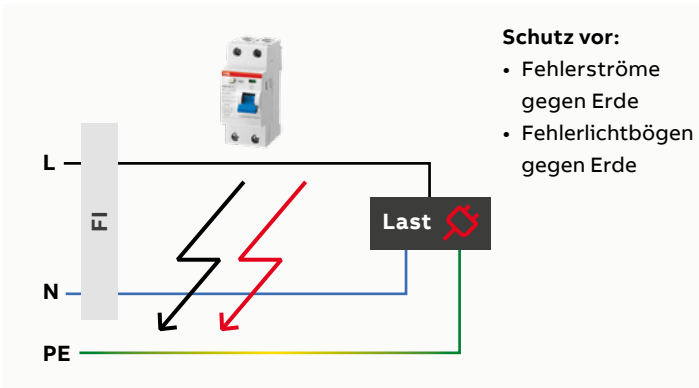 Schutz vor:
• Fehlerströme
gegen Erde
• Fehlerlichtbögen
gegen Erde
L
FI
Last
N
PE